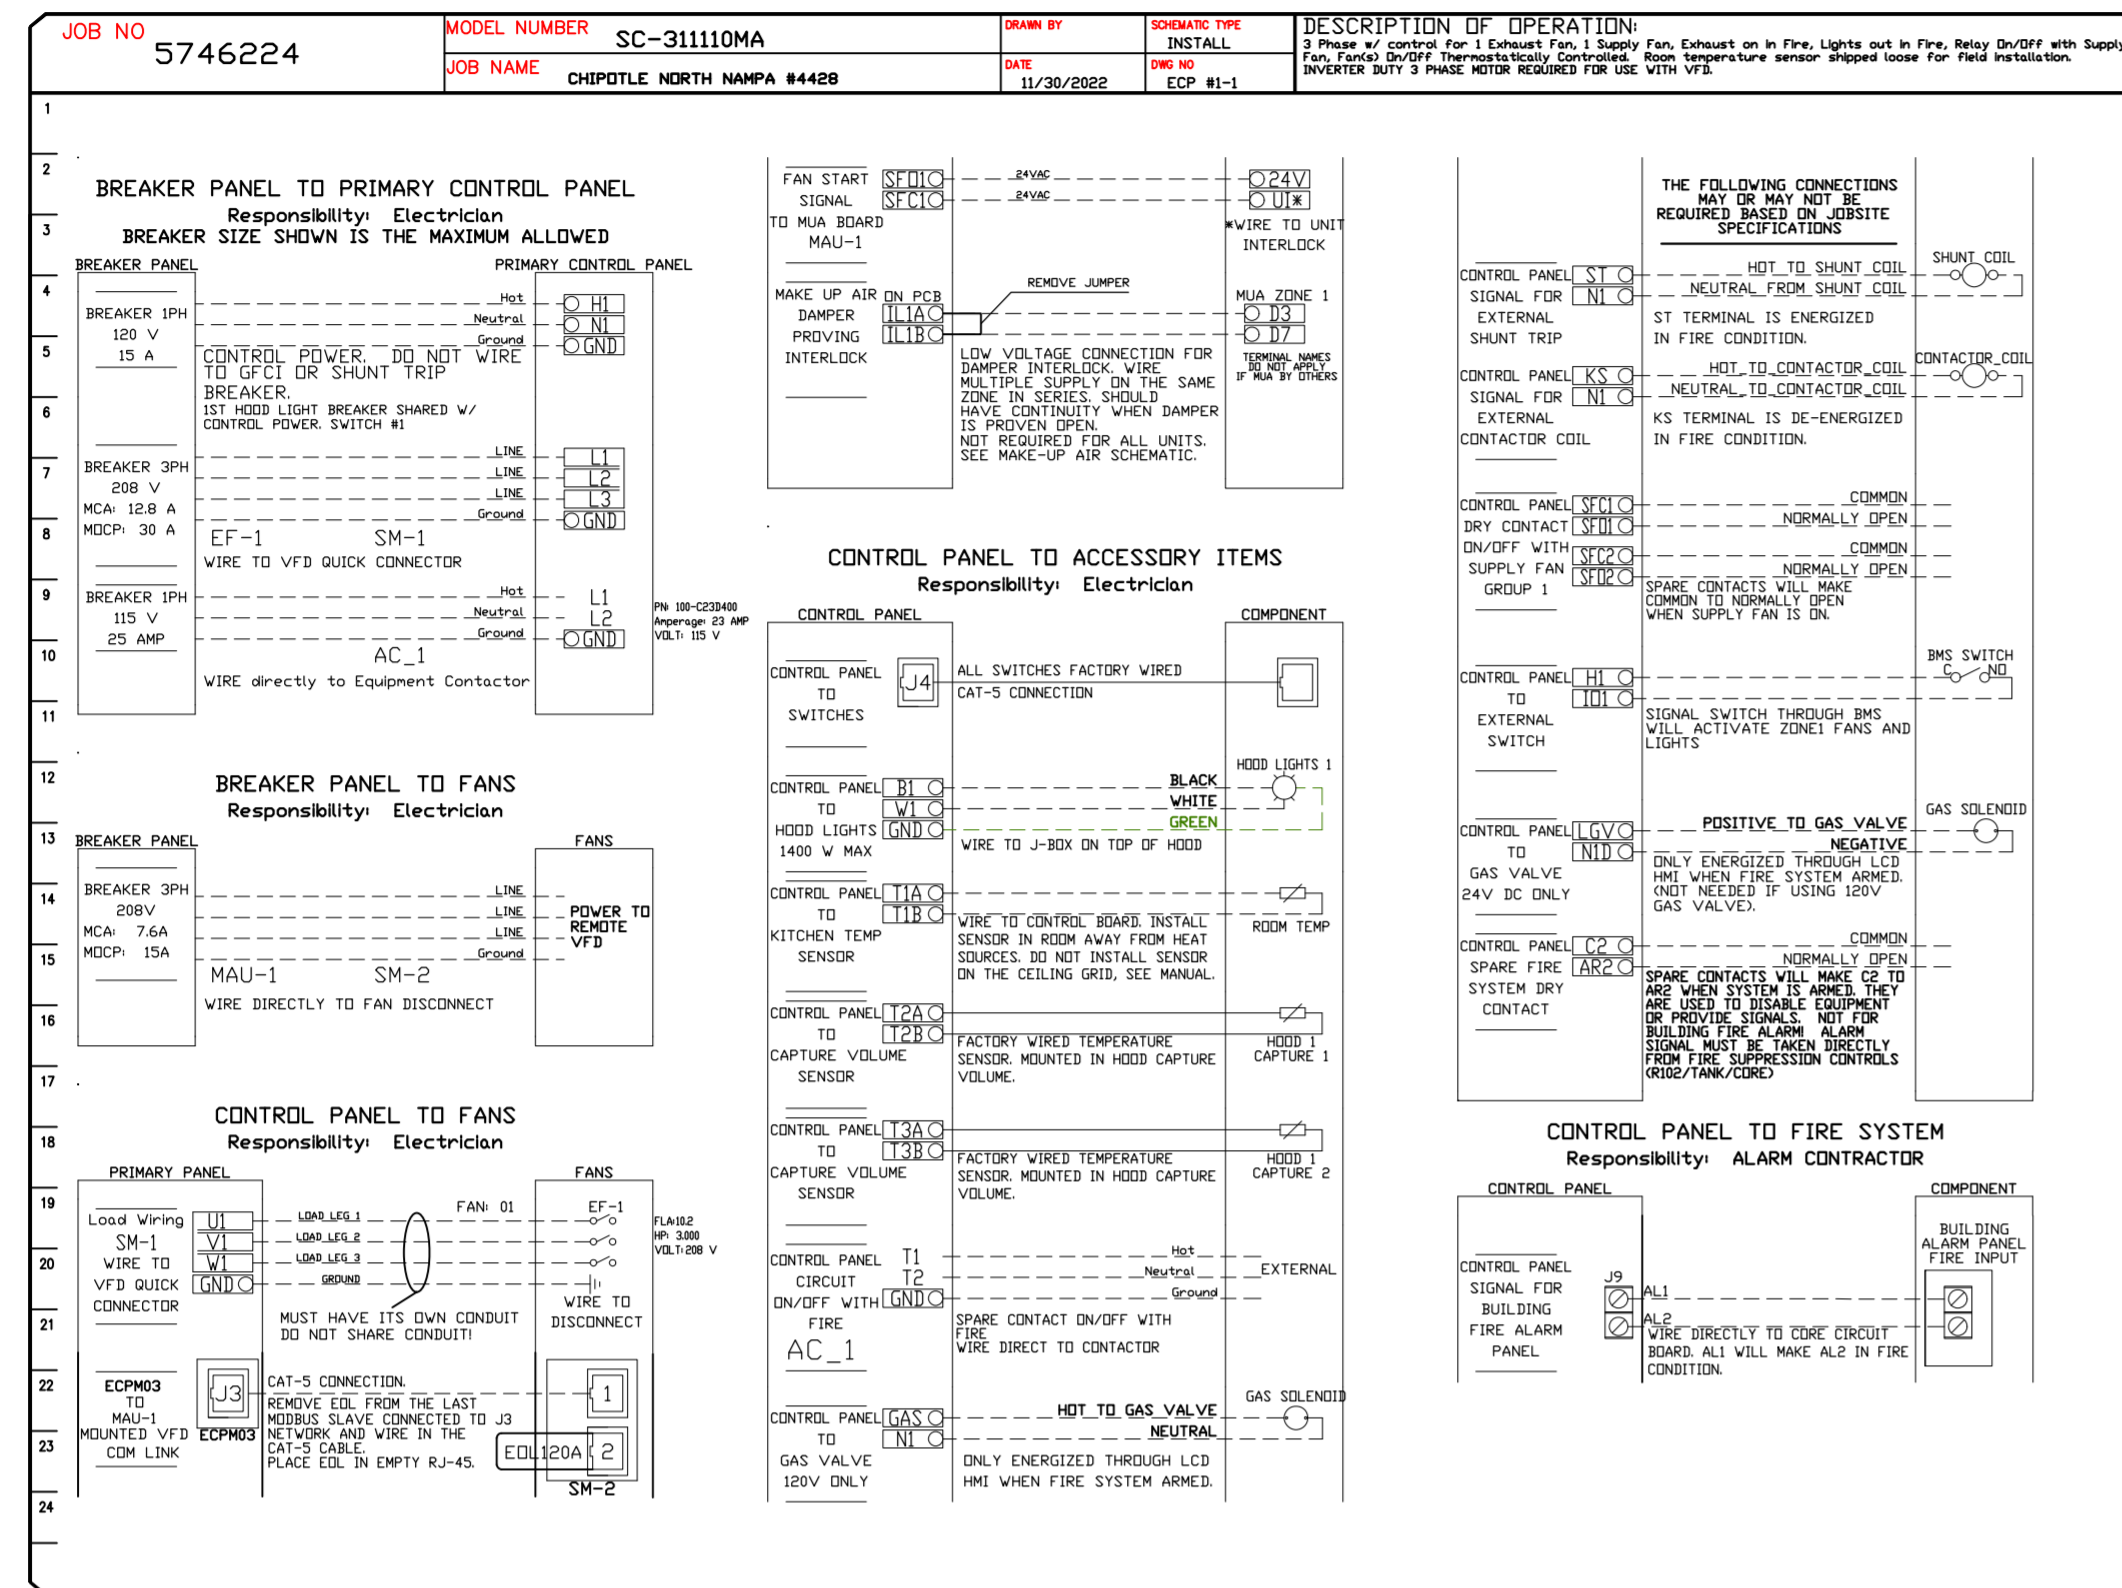 JOB NO
5746224
MODEL NUMBER
SC-311110MA
JOB NAME
CHIPOTLE NORTH NAMPA #4428
DRAWN BY
DATE
11/30/2022
SCHEMATIC TYPE
INSTALL
DWG NO
ECP #1-1
DESCRIPTION OF OPERATION:
3 Phase w/ control for 1 Exhaust Fan, 1 Supply Fan, Exhaust on in Fire, Lights out in Fire, Relay On/Off with Supply
Fan, Fan(s) On/Off Thermostatically Controlled. Room temperature sensor shipped loose for field installation.
INVERTER DUTY 3 PHASE MOTOR REQUIRED FOR USE WITH VFD.
1
2
3
4
5
6
7
8
9
10
11
12
13
14
15
16
17
18
19
20
21
22
23
24
BREAKER PANEL TO PRIMARY CONTROL PANEL
Responsibility: Electrician
BREAKER SIZE SHOWN IS THE MAXIMUM ALLOWED
BREAKER PANEL
PRIMARY CONTROL PANEL
BREAKER 1PH
120 V
15 A
Hot
H1
Neutral
N1
Ground
GND
CONTROL POWER. DO NOT WIRE
TO GFCI OR SHUNT TRIP
BREAKER.
1ST HOOD LIGHT BREAKER SHARED W/
CONTROL POWER. SWITCH #1
BREAKER 3PH
208 V
MCA: 12.8 A
MOCP: 30 A
LINE
L1
LINE
L2
LINE
L3
Ground
GND
EF-1
SM-1
WIRE TO VFD QUICK CONNECTOR
BREAKER 1PH
115 V
25 AMP
Hot
L1
Neutral
L2
Ground
GND
PN: 100-C23D400
Amperage: 23 AMP
VOLT: 115 V
AC_1
WIRE directly to Equipment Contactor
BREAKER PANEL TO FANS
Responsibility: Electrician
BREAKER PANEL
FANS
BREAKER 3PH
208V
MCA: 7.6A
MOCP: 15A
LINE
LINE
LINE
Ground
POWER TO
REMOTE
VFD
MAU-1
SM-2
WIRE DIRECTLY TO FAN DISCONNECT
CONTROL PANEL TO FANS
Responsibility: Electrician
PRIMARY PANEL
FANS
Load Wiring
SM-1
WIRE TO
VFD QUICK
CONNECTOR
U1
V1
W1
GND
LOAD LEG 1
LOAD LEG 2
LOAD LEG 3
GROUND
FAN: 01
EF-1
FLA:10.2
HP: 3.000
VOLT: 208 V
WIRE TO
DISCONNECT
MUST HAVE ITS OWN CONDUIT
DO NOT SHARE CONDUIT!
ECPM03
TO
MAU-1
MOUNTED VFD
COM LINK
J3
ECPM03
CAT-5 CONNECTION.
REMOVE EOL FROM THE LAST
MODBUS SLAVE CONNECTED TO J3
NETWORK AND WIRE IN THE
CAT-5 CABLE.
PLACE EOL IN EMPTY RJ-45.
1
EOL120A
2
SM-2
FAN START
SIGNAL
TO MUA BOARD
MAU-1
SFO1
SFC1
24VAC
24VAC
24V
UI*
*WIRE TO UNIT
INTERLOCK
MAKE UP AIR
DAMPER
PROVING
INTERLOCK
ON PCB
IL1A
IL1B
REMOVE JUMPER
MUA ZONE 1
D3
D7
TERMINAL NAMES
DO NOT APPLY
IF MUA BY OTHERS
LOW VOLTAGE CONNECTION FOR
DAMPER INTERLOCK. WIRE
MULTIPLE SUPPLY ON THE SAME
ZONE IN SERIES. SHOULD
HAVE CONTINUITY WHEN DAMPER
IS PROVEN OPEN.
NOT REQUIRED FOR ALL UNITS.
SEE MAKE-UP AIR SCHEMATIC.
CONTROL PANEL TO ACCESSORY ITEMS
Responsibility: Electrician
CONTROL PANEL
COMPONENT
CONTROL PANEL
TO
SWITCHES
J4
ALL SWITCHES FACTORY WIRED
CAT-5 CONNECTION
CONTROL PANEL
TO
HOOD LIGHTS
1400 W MAX
B1
W1
GND
BLACK
WHITE
GREEN
HOOD LIGHTS 1
WIRE TO J-BOX ON TOP OF HOOD
CONTROL PANEL
TO
KITCHEN TEMP
SENSOR
T1A
T1B
ROOM TEMP
WIRE TO CONTROL BOARD. INSTALL
SENSOR IN ROOM AWAY FROM HEAT
SOURCES. DO NOT INSTALL SENSOR
ON THE CEILING GRID, SEE MANUAL.
CONTROL PANEL
TO
CAPTURE VOLUME
SENSOR
T2A
T2B
FACTORY WIRED TEMPERATURE
SENSOR. MOUNTED IN HOOD CAPTURE
VOLUME.
HOOD 1
CAPTURE 1
CONTROL PANEL
TO
CAPTURE VOLUME
SENSOR
T3A
T3B
FACTORY WIRED TEMPERATURE
SENSOR. MOUNTED IN HOOD CAPTURE
VOLUME.
HOOD 1
CAPTURE 2
CONTROL PANEL
CIRCUIT
ON/OFF WITH
FIRE
AC_1
T1
T2
GND
Hot
Neutral
Ground
EXTERNAL
SPARE CONTACT ON/OFF WITH
FIRE
WIRE DIRECT TO CONTACTOR
CONTROL PANEL
TO
GAS VALVE
120V ONLY
GAS
N1
HOT TO GAS VALVE
NEUTRAL
GAS SOLENOID
ONLY ENERGIZED THROUGH LCD
HMI WHEN FIRE SYSTEM ARMED.
THE FOLLOWING CONNECTIONS
MAY OR MAY NOT BE
REQUIRED BASED ON JOBSITE
SPECIFICATIONS
CONTROL PANEL
SIGNAL FOR
EXTERNAL
SHUNT TRIP
ST
N1
HOT TO SHUNT COIL
NEUTRAL FROM SHUNT COIL
SHUNT COIL
ST TERMINAL IS ENERGIZED
IN FIRE CONDITION.
CONTROL PANEL
SIGNAL FOR
EXTERNAL
CONTACTOR COIL
KS
N1
HOT TO CONTACTOR COIL
NEUTRAL TO CONTACTOR COIL
CONTACTOR COIL
KS TERMINAL IS DE-ENERGIZED
IN FIRE CONDITION.
CONTROL PANEL
DRY CONTACT
ON/OFF WITH
SUPPLY FAN
GROUP 1
SFC1
SFO1
SFC2
SFO2
COMMON
NORMALLY OPEN
COMMON
NORMALLY OPEN
SPARE CONTACTS WILL MAKE
COMMON TO NORMALLY OPEN
WHEN SUPPLY FAN IS ON.
CONTROL PANEL
TO
EXTERNAL
SWITCH
H1
IO1
BMS SWITCH
C
NO
SIGNAL SWITCH THROUGH BMS
WILL ACTIVATE ZONE1 FANS AND
LIGHTS
CONTROL PANEL
TO
GAS VALVE
24V DC ONLY
LGV
N1D
POSITIVE TO GAS VALVE
NEGATIVE
GAS SOLENOID
ONLY ENERGIZED THROUGH LCD
HMI WHEN FIRE SYSTEM ARMED.
(NOT NEEDED IF USING 120V
GAS VALVE).
CONTROL PANEL
SPARE FIRE
SYSTEM DRY
CONTACT
C2
AR2
COMMON
NORMALLY OPEN
SPARE CONTACTS WILL MAKE C2 TO
AR2 WHEN SYSTEM IS ARMED. THEY
ARE USED TO DISABLE EQUIPMENT
OR PROVIDE SIGNALS. NOT FOR
BUILDING FIRE ALARM! ALARM
SIGNAL MUST BE TAKEN DIRECTLY
FROM FIRE SUPPRESSION CONTROLS
(R102/TANK/CORE)
CONTROL PANEL TO FIRE SYSTEM
Responsibility: ALARM CONTRACTOR
CONTROL PANEL
COMPONENT
CONTROL PANEL
SIGNAL FOR
BUILDING
FIRE ALARM
PANEL
J9
AL1
AL2
BUILDING
ALARM PANEL
FIRE INPUT
WIRE DIRECTLY TO CORE CIRCUIT
BOARD. AL1 WILL MAKE AL2 IN FIRE
CONDITION.